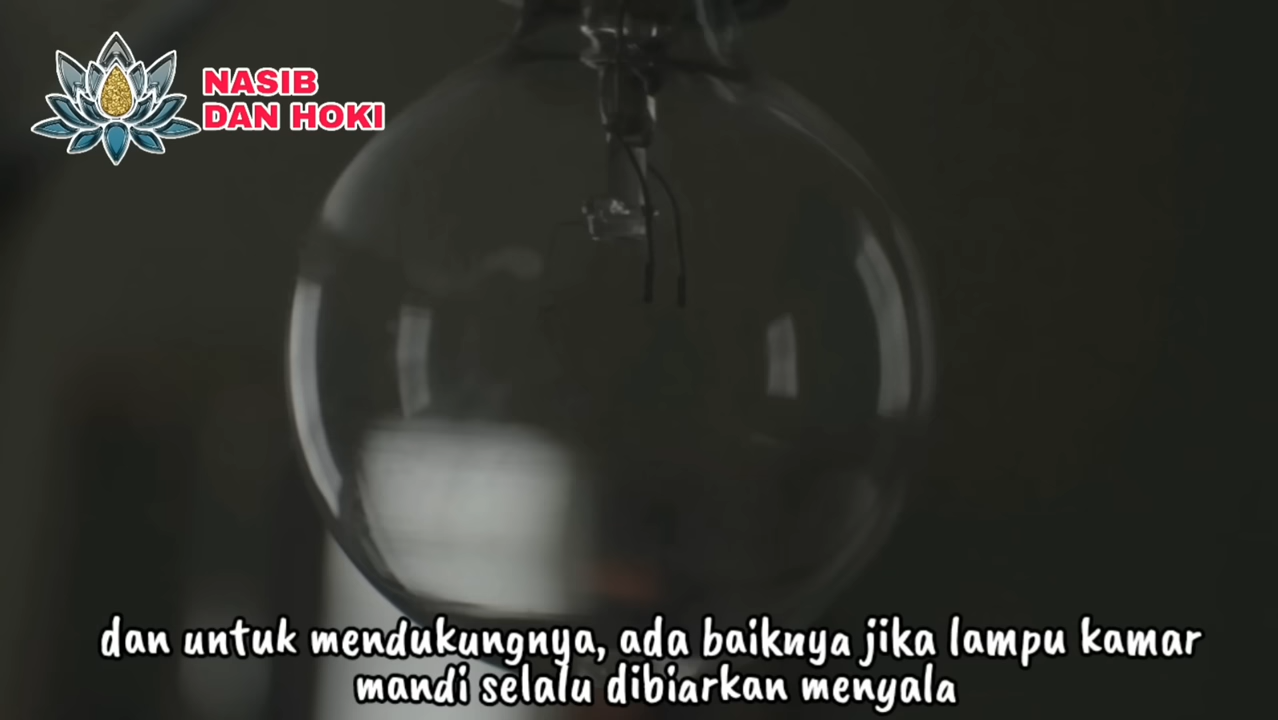 NASIB
DAN HOKI
dan untuk mendukungnya, ada baiknya jika lampu kamar
mandi selalu dibiarkan menyala